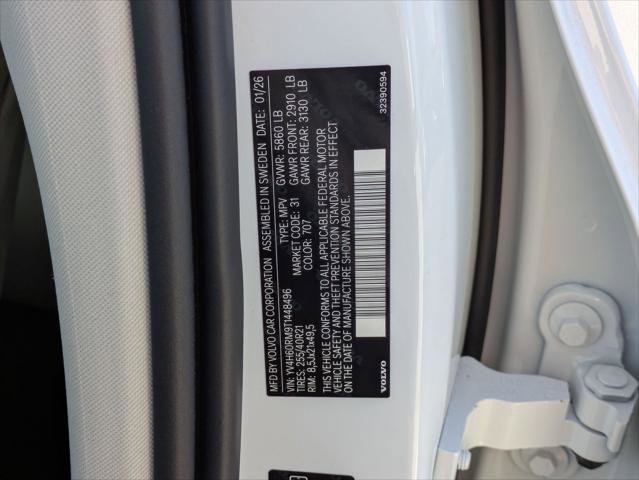 MFD BY VOLVO CAR CORPORATION ASSEMBLED IN SWEDEN DATE: 01/26
VIN: YV4H60RM9T1448496 TYPE: MPV GVWR: 5860 LB
TIRES: 255/40R21 MARKET CODE: 31 GAWR FRONT: 2910 LB
RIM: 8,5Jx21x49,5 COLOR: 707 GAWR REAR: 3130 LB
THIS VEHICLE CONFORMS TO ALL APPLICABLE FEDERAL MOTOR
VEHICLE SAFETY AND THEFT PREVENTION STANDARDS IN EFFECT
ON THE DATE OF MANUFACTURE SHOWN ABOVE.
VOLVO 32390594